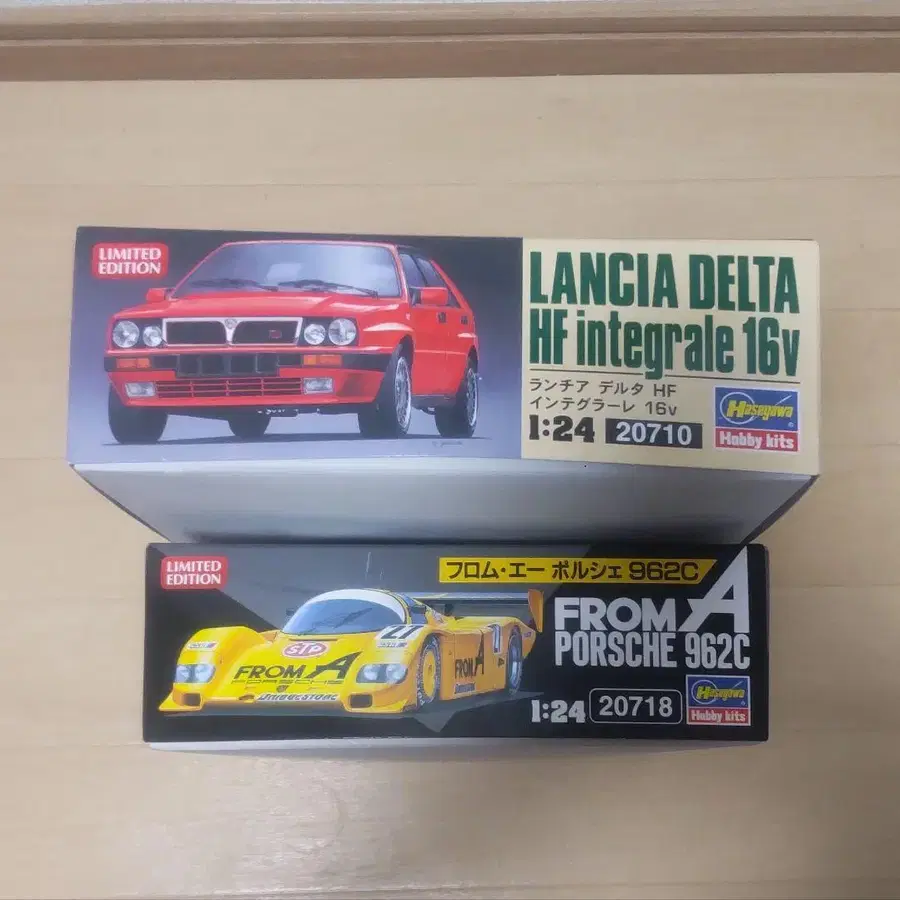 LIMITED
EDITION
LANCIA DELTA
HF integrale 16v
ランチア デルタ HF
インテグラーレ 16v
1:24 20710
Hasegawa
Hobby kits
LIMITED
EDITION
フロム・エー ポルシェ 962C
FROM A
PORSCHE 962C
1:24 20718
Hasegawa
Hobby kits
27
STP
FROM A
PORSCHE
BRIDGESTONE
FROM A